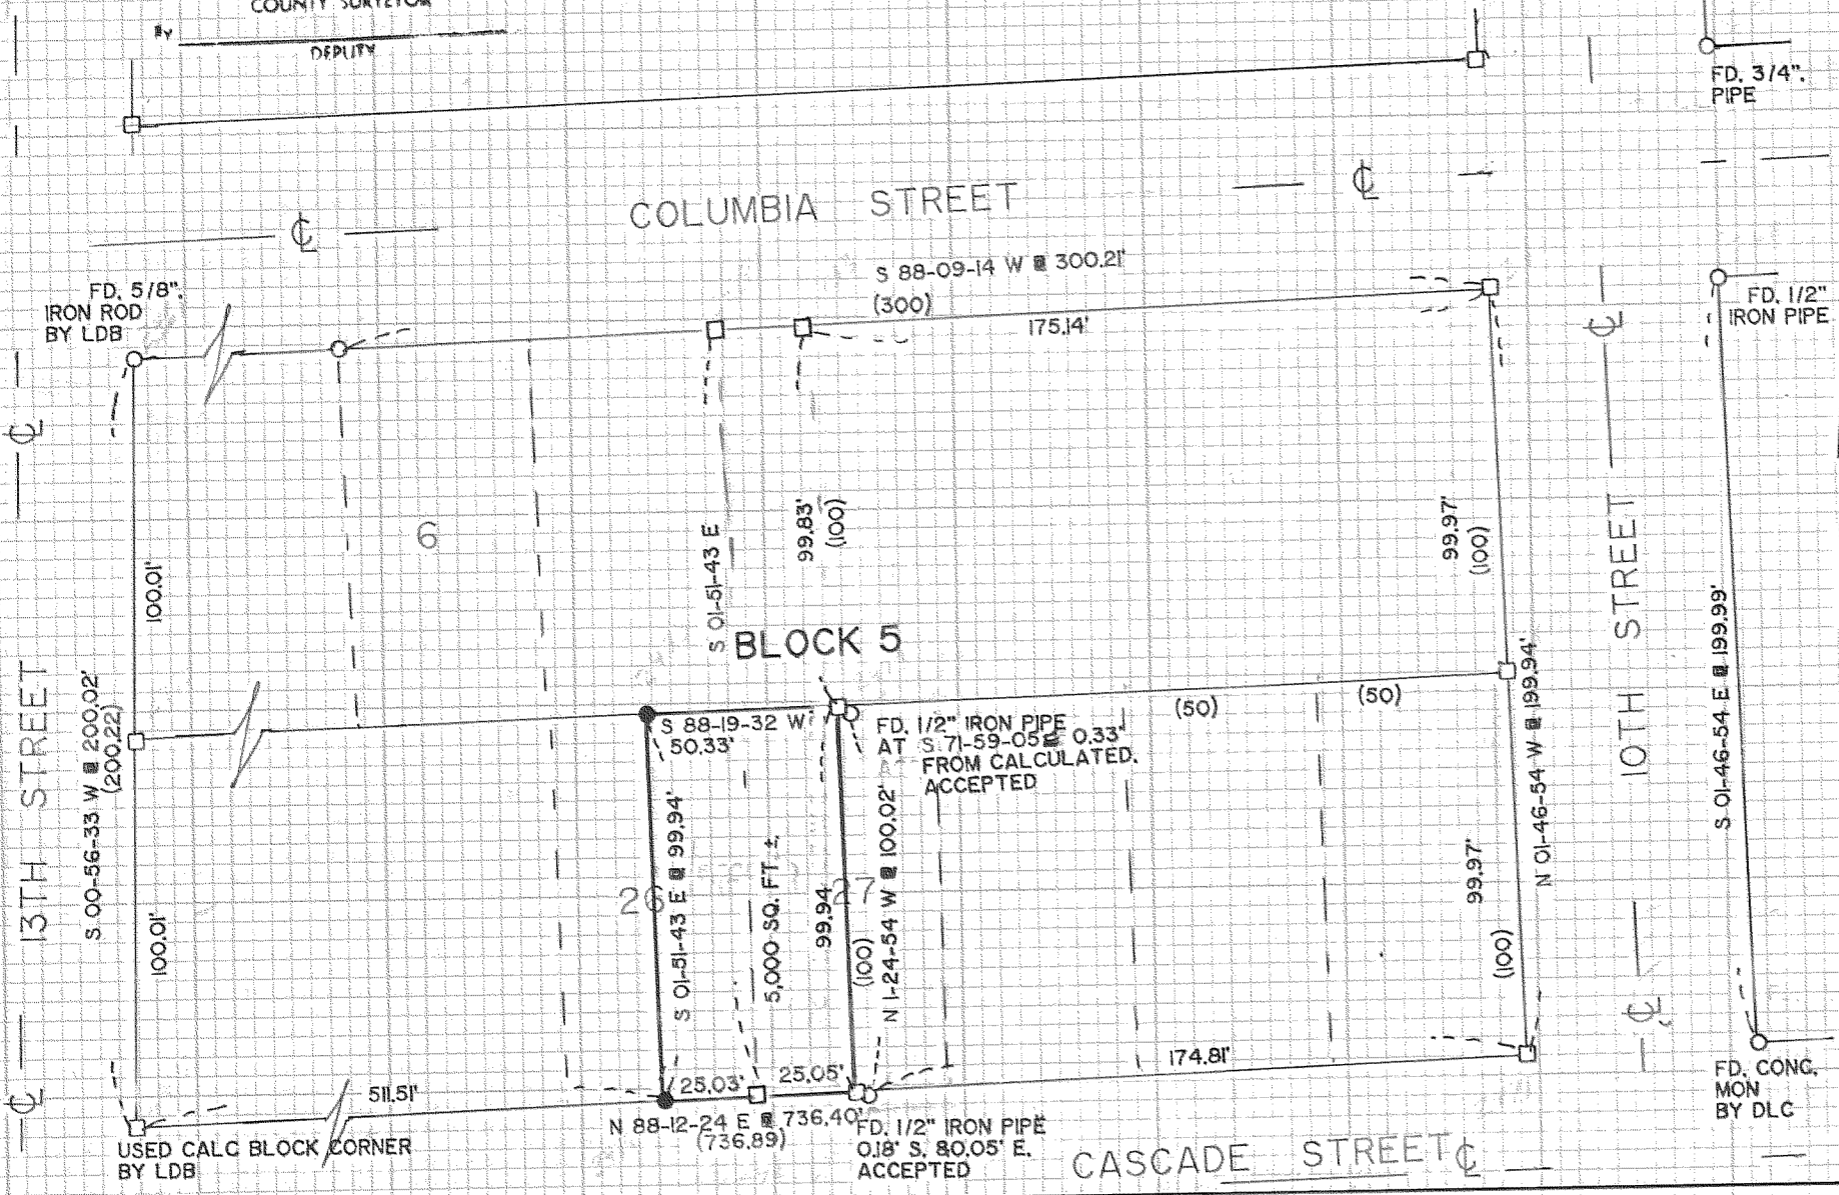 COUNTY SURVEYOR
BY
DEPUTY
FD. 3/4".
PIPE
℄
COLUMBIA STREET
℄
S 88-09-14 W @ 300.21'
(300)
175.14'
FD. 5/8".
IRON ROD
BY LDB
FD. 1/2"
IRON PIPE
℄
℄
6
100.01'
S 01-51-43 E
99.83'
(100)
99.97'
(100)
BLOCK 5
10TH STREET
S 01-46-54 E @ 199.99'
N 01-46-54 W @ 199.94'
13TH STREET
S 00-56-33 W @ 200.02'
(200.22)
S 88-19-32 W
50.33'
(50)
(50)
FD. 1/2" IRON PIPE
AT S 71-59-05 E 0.33'
FROM CALCULATED.
ACCEPTED
26
S 01-51-43 E @ 99.94'
5,000 SQ. FT ±.
99.94
27
(100)
N 1-24-54 W @ 100.02'
99.97'
(100)
100.01'
℄
℄
511.51'
25.03'
25.05'
174.81'
N 88-12-24 E @ 736.40'
(736.89)
FD. 1/2" IRON PIPE
0.18' S. 80.05' E.
ACCEPTED
USED CALC BLOCK CORNER
BY LDB
CASCADE STREET ℄
FD. CONC.
MON
BY DLC